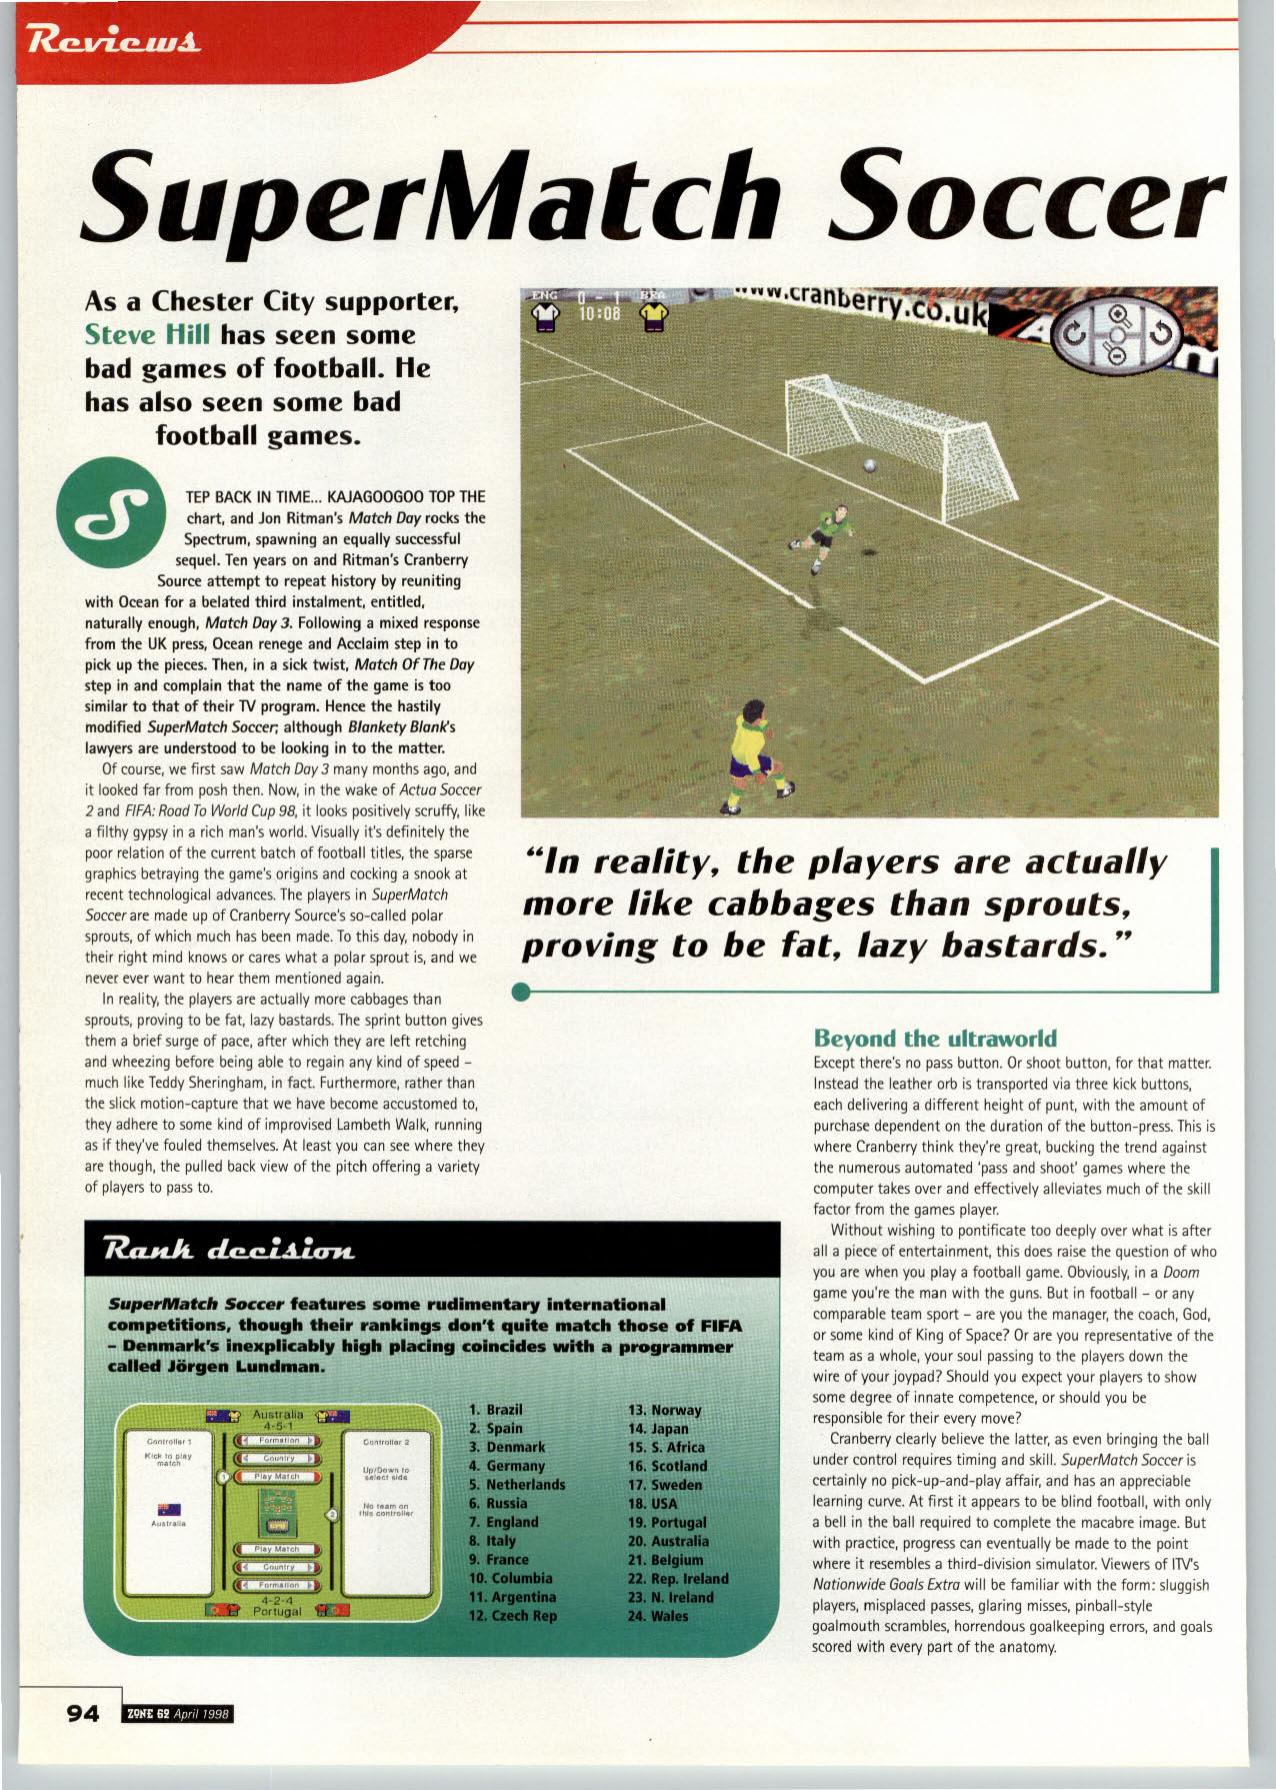 Reviews
SuperMatch Soccer
As a Chester City supporter,
Steve Hill has seen some
bad games of football. He
has also seen some bad
football games.
STEP BACK IN TIME... KAJAGOOGOO TOP THE
chart, and Jon Ritman's Match Day rocks the
Spectrum, spawning an equally successful
sequel. Ten years on and Ritman's Cranberry
Source attempt to repeat history by reuniting
with Ocean for a belated third instalment, entitled,
naturally enough, Match Day 3. Following a mixed response
from the UK press, Ocean renege and Acclaim step in to
pick up the pieces. Then, in a sick twist, Match Of The Day
step in and complain that the name of the game is too
similar to that of their TV program. Hence the hastily
modified SuperMatch Soccer; although Blankety Blank's
lawyers are understood to be looking in to the matter.
Of course, we first saw Match Day 3 many months ago, and
it looked far from posh then. Now, in the wake of Actua Soccer
2 and FIFA: Road To World Cup 98, it looks positively scruffy, like
a filthy gypsy in a rich man's world. Visually it's definitely the
poor relation of the current batch of football titles, the sparse
graphics betraying the game's origins and cocking a snook at
recent technological advances. The players in SuperMatch
Soccer are made up of Cranberry Source's so-called polar
sprouts, of which much has been made. To this day, nobody in
their right mind knows or cares what a polar sprout is, and we
never ever want to hear them mentioned again.
In reality, the players are actually more cabbages than
sprouts, proving to be fat, lazy bastards. The sprint button gives
them a brief surge of pace, after which they are left retching
and wheezing before being able to regain any kind of speed –
much like Teddy Sheringham, in fact. Furthermore, rather than
the slick motion-capture that we have become accustomed to,
they adhere to some kind of improvised Lambeth Walk, running
as if they've fouled themselves. At least you can see where they
are though, the pulled back view of the pitch offering a variety
of players to pass to.
ENG 0 - 1 BRA
10:08
www.cranberry.co.uk
"In reality, the players are actually
more like cabbages than sprouts,
proving to be fat, lazy bastards."
Beyond the ultraworld
Except there's no pass button. Or shoot button, for that matter.
Instead the leather orb is transported via three kick buttons,
each delivering a different height of punt, with the amount of
purchase dependent on the duration of the button-press. This is
where Cranberry think they're great, bucking the trend against
the numerous automated 'pass and shoot' games where the
computer takes over and effectively alleviates much of the skill
factor from the games player.
Without wishing to pontificate too deeply over what is after
all a piece of entertainment, this does raise the question of who
you are when you play a football game. Obviously, in a Doom
game you're the man with the guns. But in football – or any
comparable team sport – are you the manager, the coach, God,
or some kind of King of Space? Or are you representative of the
team as a whole, your soul passing to the players down the
wire of your joypad? Should you expect your players to show
some degree of innate competence, or should you be
responsible for their every move?
Cranberry clearly believe the latter, as even bringing the ball
under control requires timing and skill. SuperMatch Soccer is
certainly no pick-up-and-play affair, and has an appreciable
learning curve. At first it appears to be blind football, with only
a bell in the ball required to complete the macabre image. But
with practice, progress can eventually be made to the point
where it resembles a third-division simulator. Viewers of ITV's
Nationwide Goals Extra will be familiar with the form: sluggish
players, misplaced passes, glaring misses, pinball-style
goalmouth scrambles, horrendous goalkeeping errors, and goals
scored with every part of the anatomy.
Rank decision
SuperMatch Soccer features some rudimentary international
competitions, though their rankings don't quite match those of FIFA
– Denmark's inexplicably high placing coincides with a programmer
called Jörgen Lundman.
Australia
4-5-1
Controller 1
Kick to play
match
Australia
Formation
Country
Play Match
1
2
Play Match
Country
Formation
4-2-4
Portugal
Controller 2
Up/Down to
select side
No team on
this controller
1. Brazil
2. Spain
3. Denmark
4. Germany
5. Netherlands
6. Russia
7. England
8. Italy
9. France
10. Columbia
11. Argentina
12. Czech Rep
13. Norway
14. Japan
15. S. Africa
16. Scotland
17. Sweden
18. USA
19. Portugal
20. Australia
21. Belgium
22. Rep. Ireland
23. N. Ireland
24. Wales
94 ZONE 62 April 1998